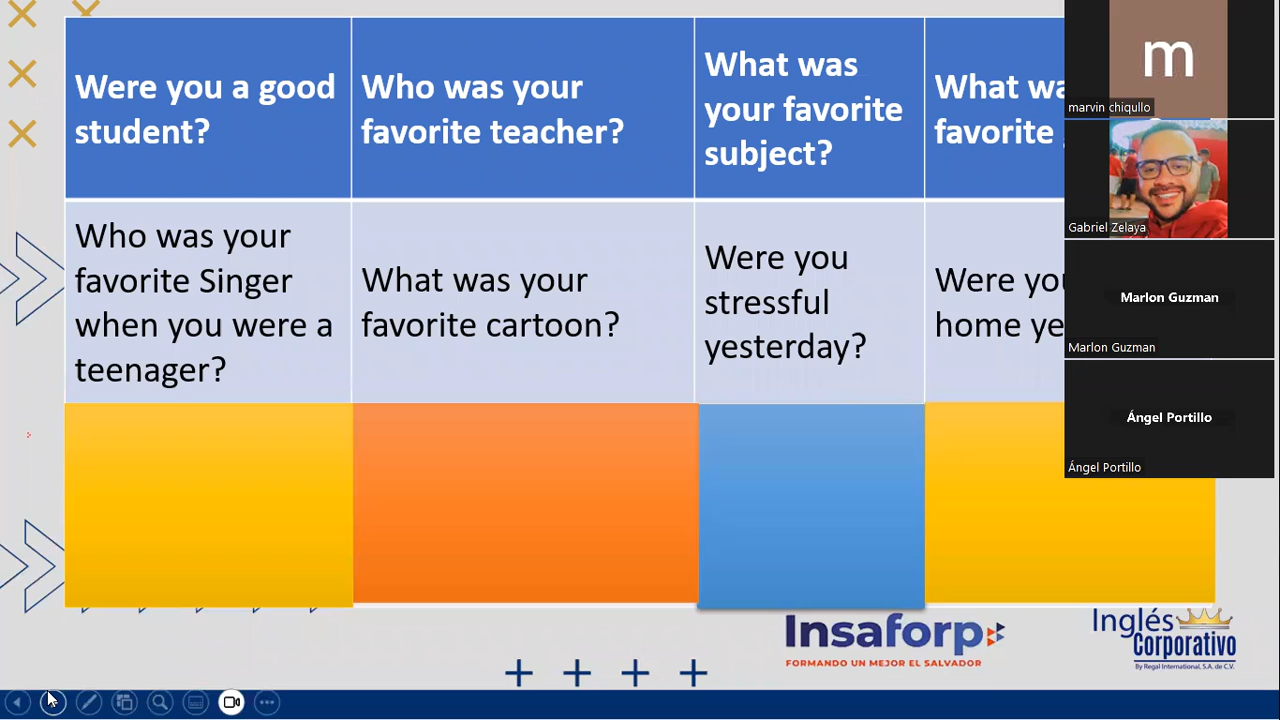 Were you a good
student?
Who was your
favorite teacher?
What was
your favorite
subject?
What wa
favorite
Who was your
favorite Singer
when you were a
teenager?
What was your
favorite cartoon?
Were you
stressful
yesterday?
Were you
home ye
m
marvin chiqullo
Gabriel Zelaya
Marlon Guzman
Marlon Guzman
Ángel Portillo
Ángel Portillo
Insaforp
FORMANDO UN MEJOR EL SALVADOR
Inglés
Corporativo
By Regal International, S.A. de C.V.